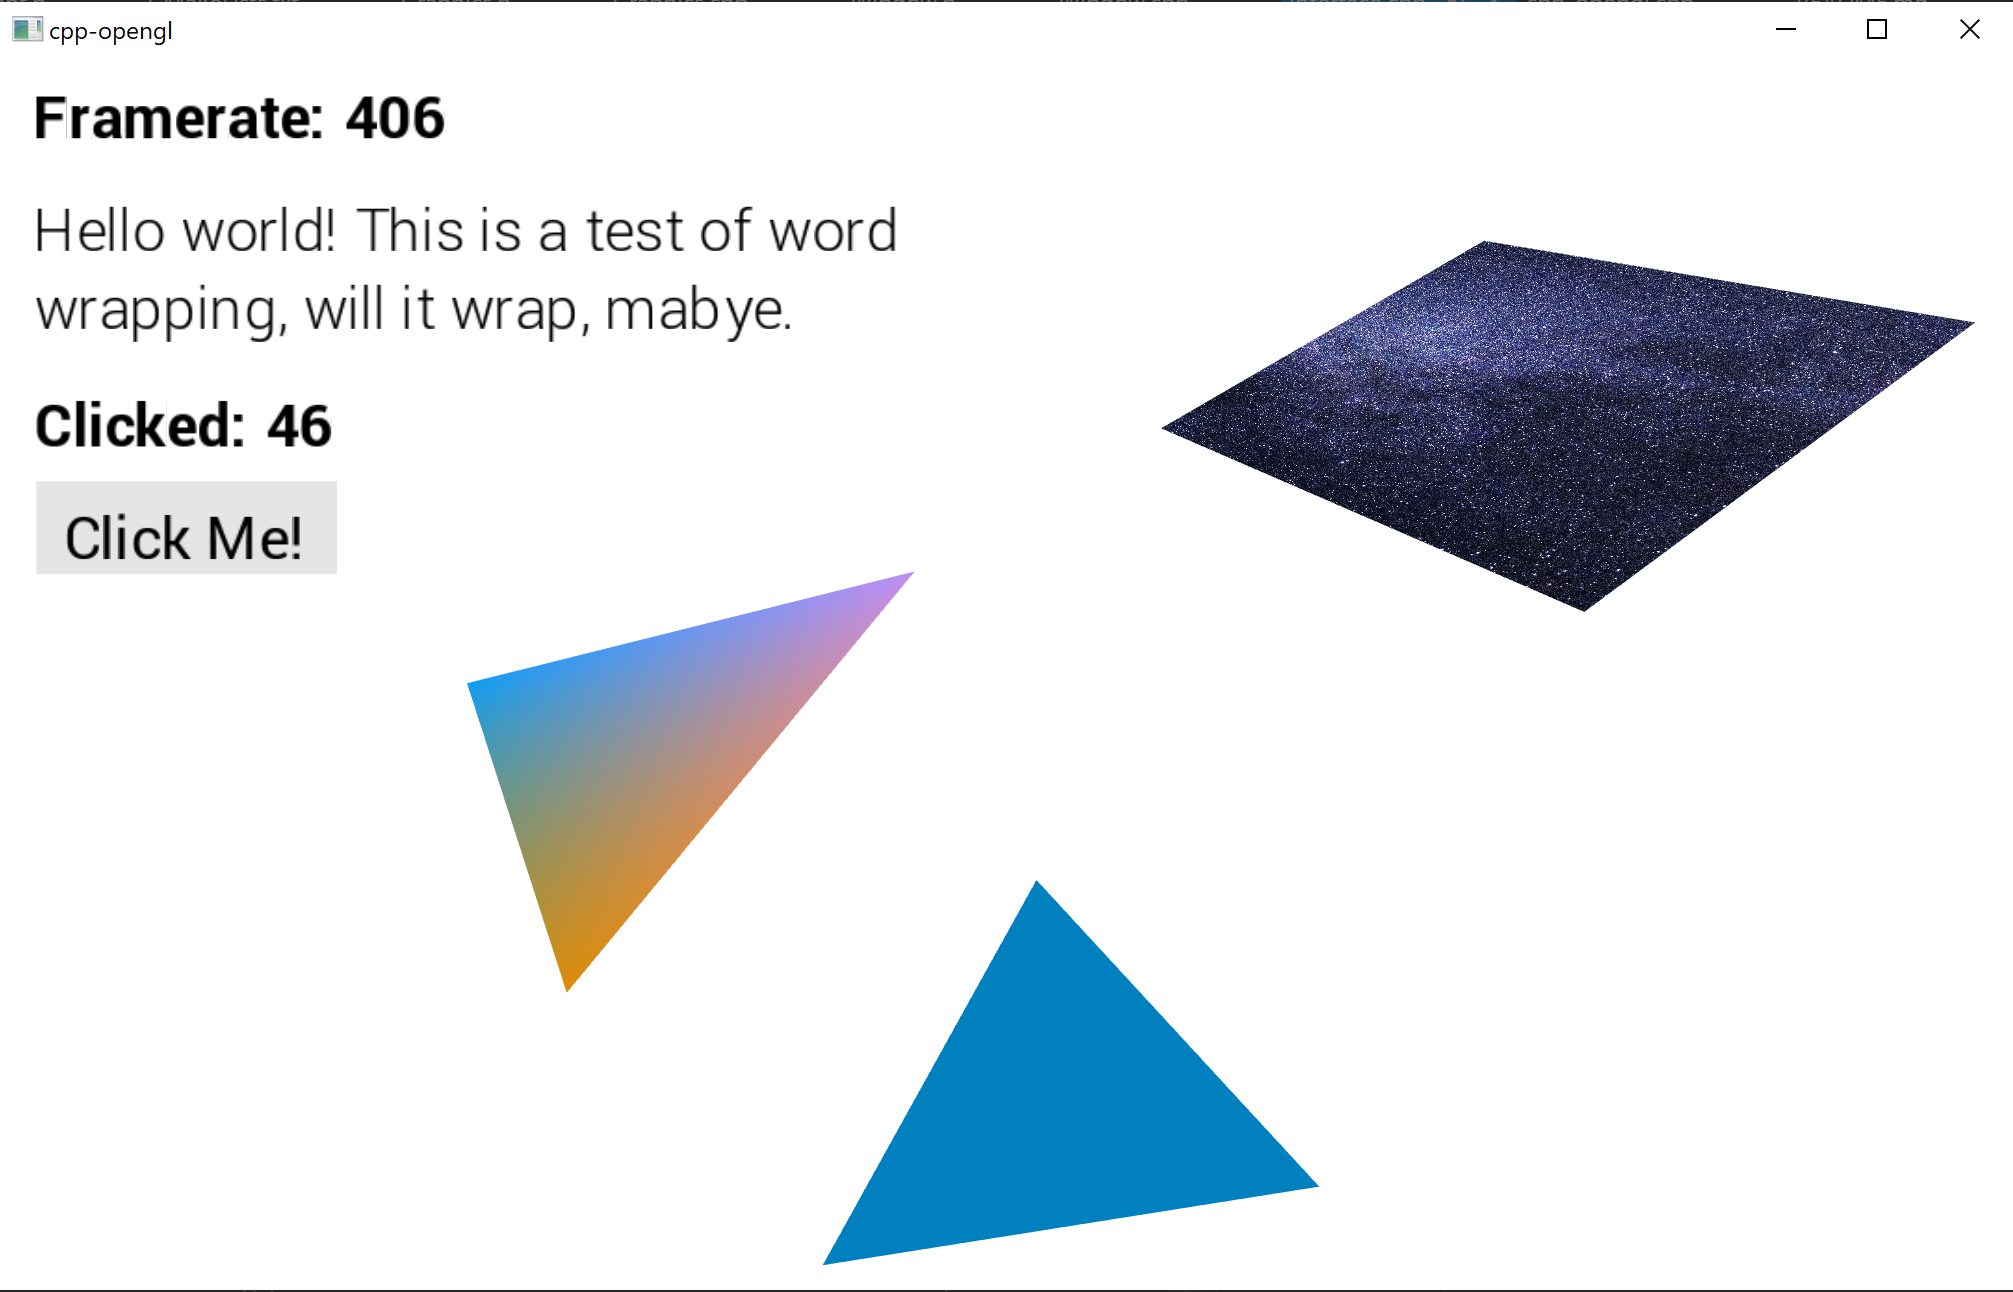 cpp-opengl
Framerate: 406
Hello world! This is a test of word
wrapping, will it wrap, mabye.
Clicked: 46
Click Me!